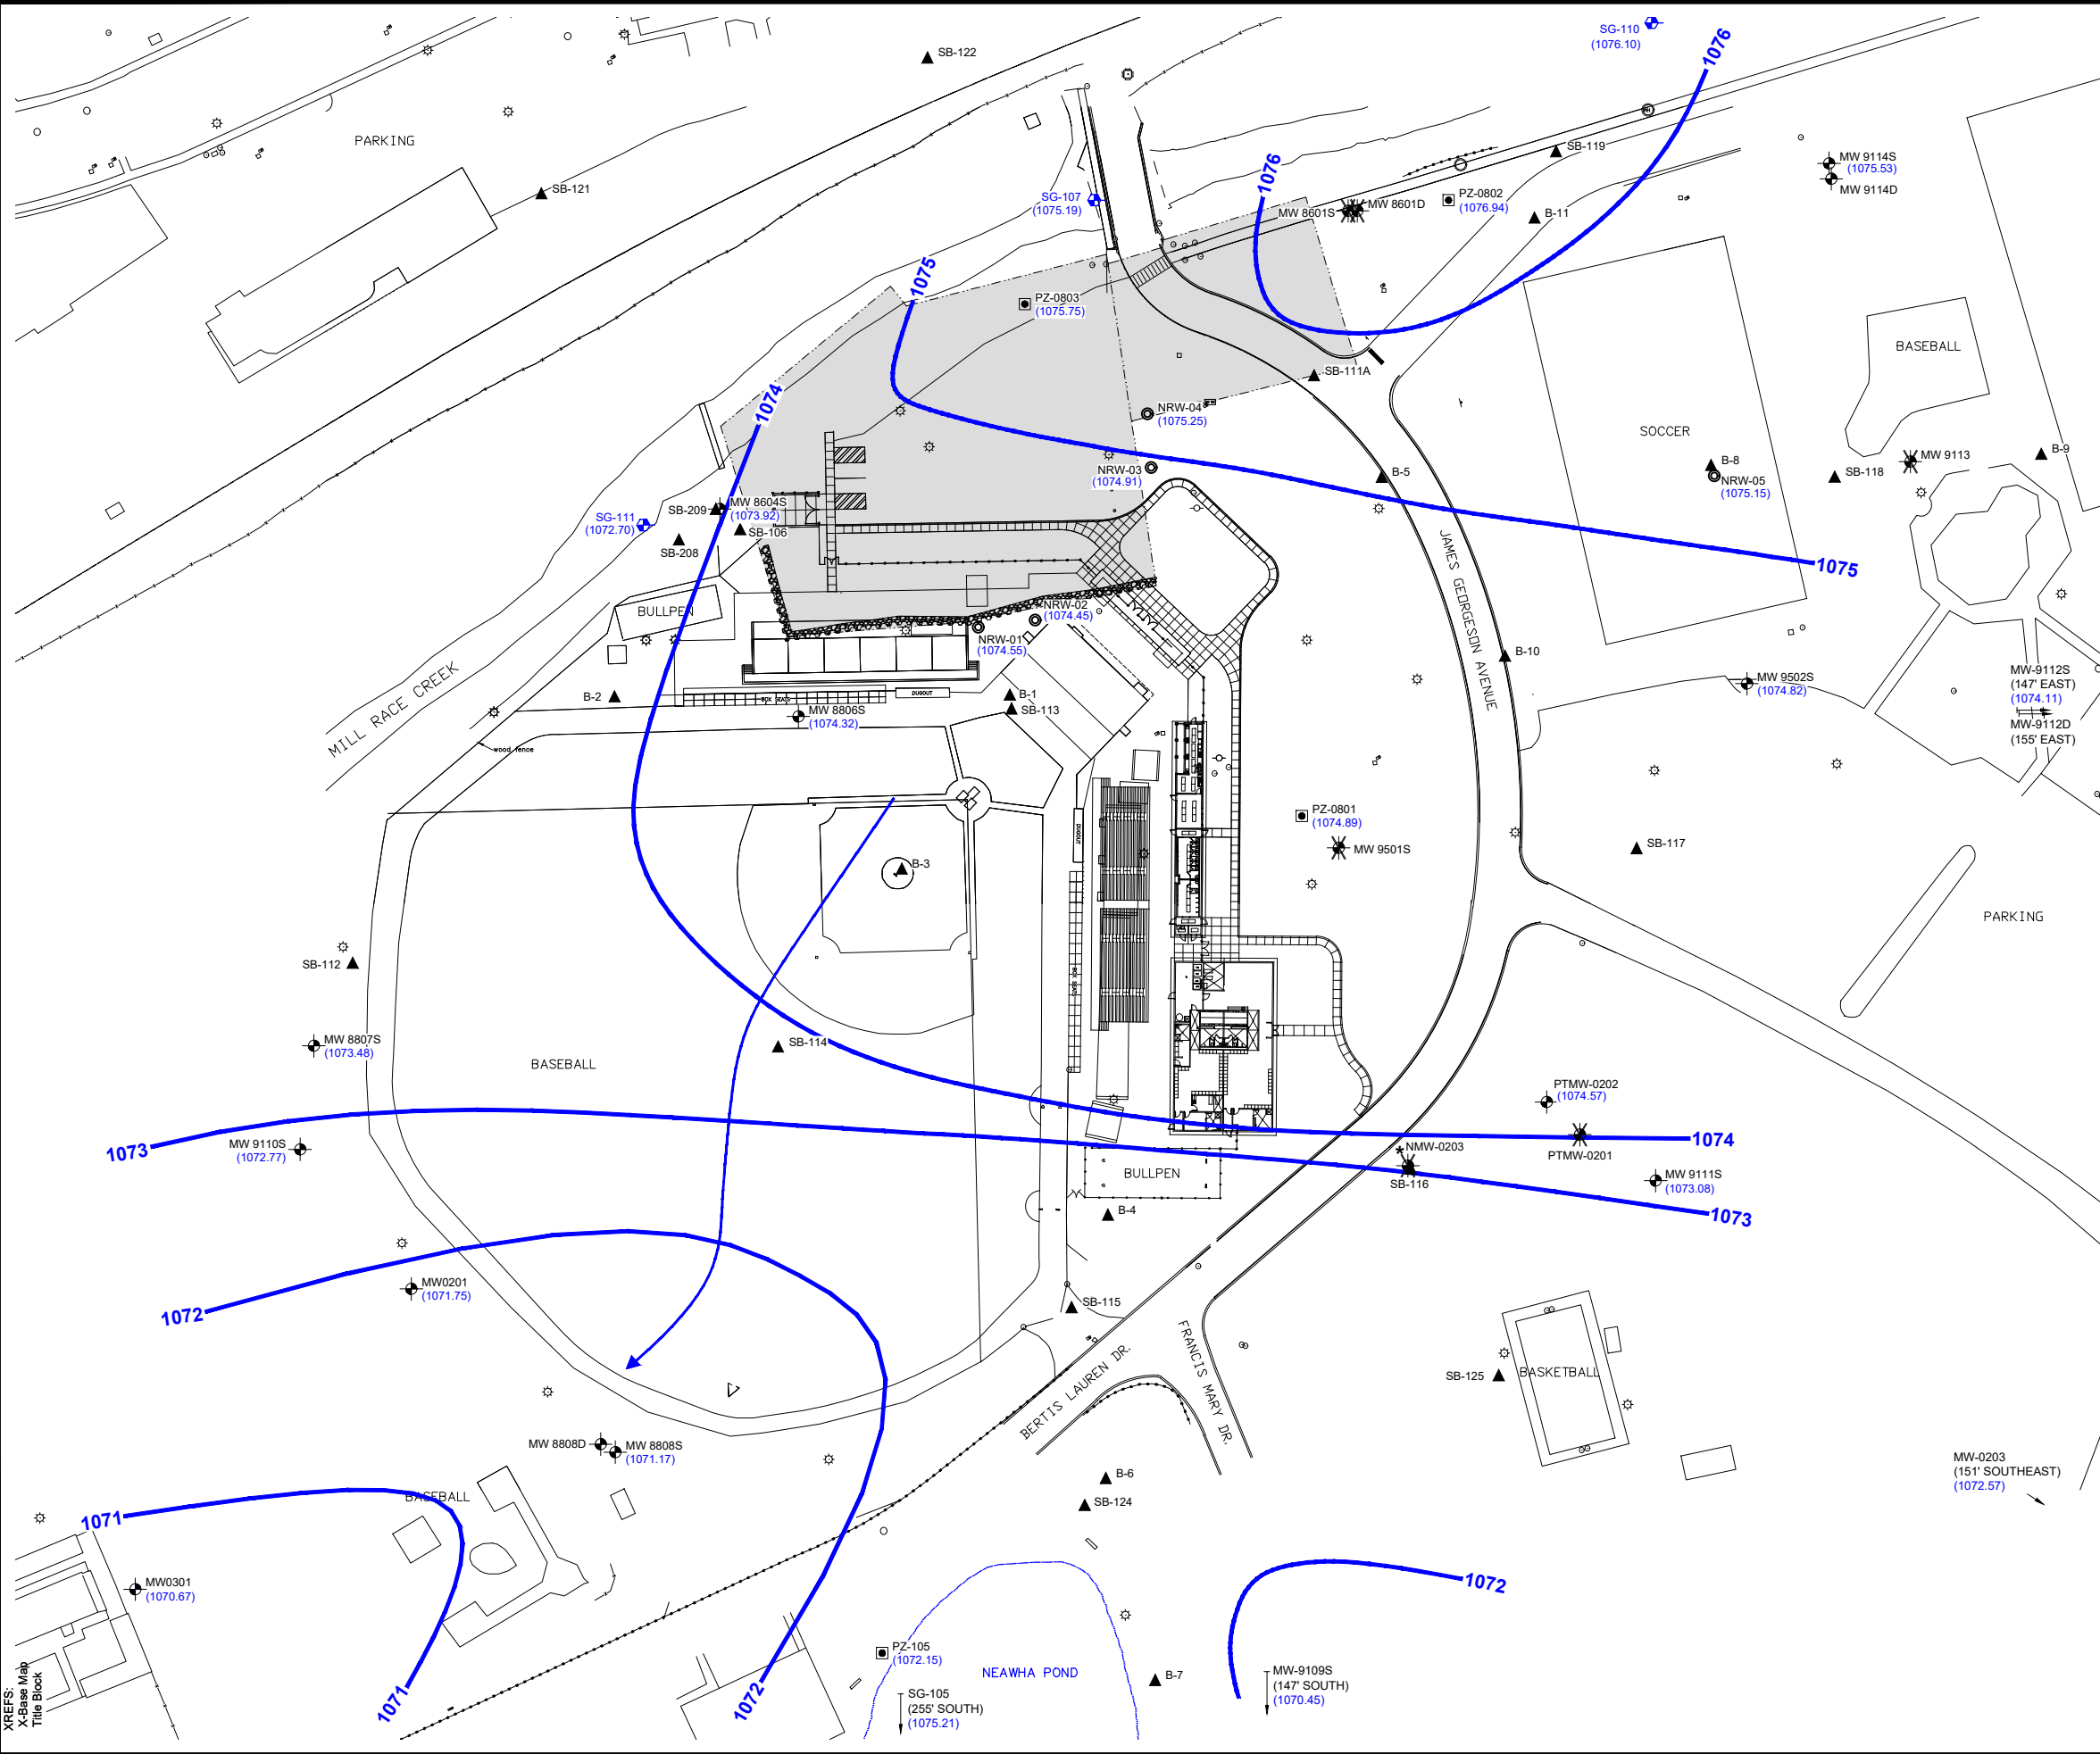 SG-110
(1076.10)
1076
SB-122
PARKING
SB-119
MW 9114S
(1075.53)
MW 9114D
1076
SB-121
SG-107
(1075.19)
PZ-0802
(1076.94)
MW 8601S
MW 8601D
B-11
1075
PZ-0803
(1075.75)
BASEBALL
SB-111A
1074
NRW-04
(1075.25)
SOCCER
NRW-03
(1074.91)
B-5
B-8
NRW-05
(1075.15)
SB-118
MW 9113
B-9
SB-209
MW 8604S
(1073.92)
SG-111
(1072.70)
SB-106
SB-208
1075
JAMES GEORGESON AVENUE
BULLPEN
NRW-02
(1074.45)
NRW-01
(1074.55)
B-10
MW 9502S
(1074.82)
MW-9112S
(147' EAST)
(1074.11)
MW-9112D
(155' EAST)
MILL RACE CREEK
B-2
BOX SEATS
DUGOUT
B-1
SB-113
MW 8806S
(1074.32)
wood fence
PZ-0801
(1074.89)
MW 9501S
DUGOUT
SB-117
B-3
PARKING
SB-112
BOX SEATS
MW 8807S
(1073.48)
SB-114
BASEBALL
PTMW-0202
(1074.57)
1073
MW 9110S
(1072.77)
1074
*NMW-0203
SB-116
PTMW-0201
BULLPEN
MW 9111S
(1073.08)
1073
B-4
MW0201
(1071.75)
1072
SB-115
BERTIS LAUREN DR.
FRANCIS MARY DR.
SB-125
BASKETBALL
MW 8808D
MW 8808S
(1071.17)
B-6
SB-124
MW-0203
(151' SOUTHEAST)
(1072.57)
BASEBALL
1071
MW0301
(1070.67)
1072
PZ-105
(1072.15)
NEAWHA POND
B-7
MW-9109S
(147' SOUTH)
(1070.45)
SG-105
(255' SOUTH)
(1075.21)
1071
1072
XREFS:
X-Base Map
Title Block